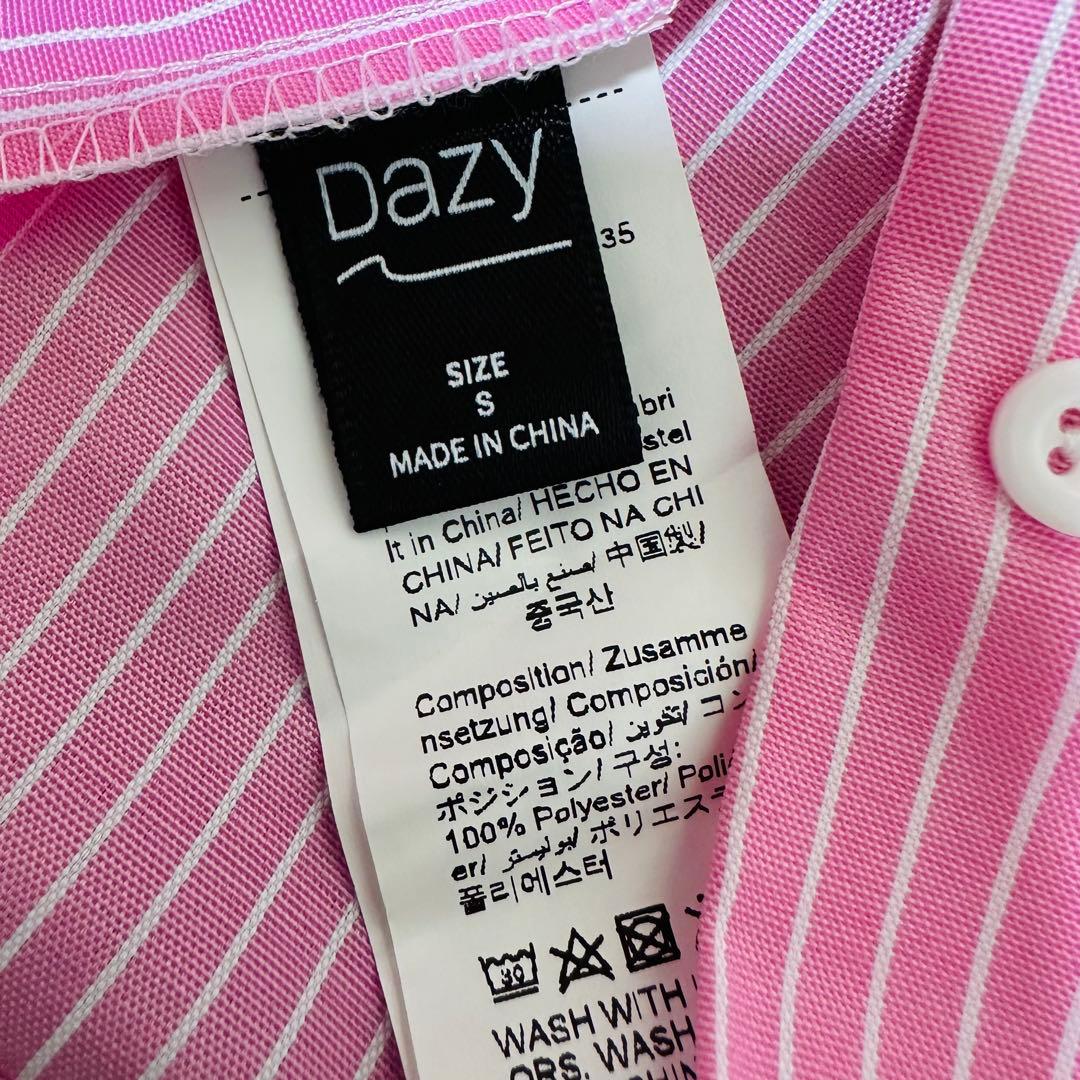 Dazy
35
SIZE
S
MADE IN CHINA
In China/ HECHO EN
CHINA/ FEITO NA CHI
NA/ صنع بالصين/ 中国製/
중국산
Composition/ Zusamme
nsetzung/ Composición/
Composição/ تكوين/ コン
ポジション/ 구성:
100% Polyester/
er/ بوليستر/ ポリエステ
폴리에스터
30
WASH WITH
ORS. WASH